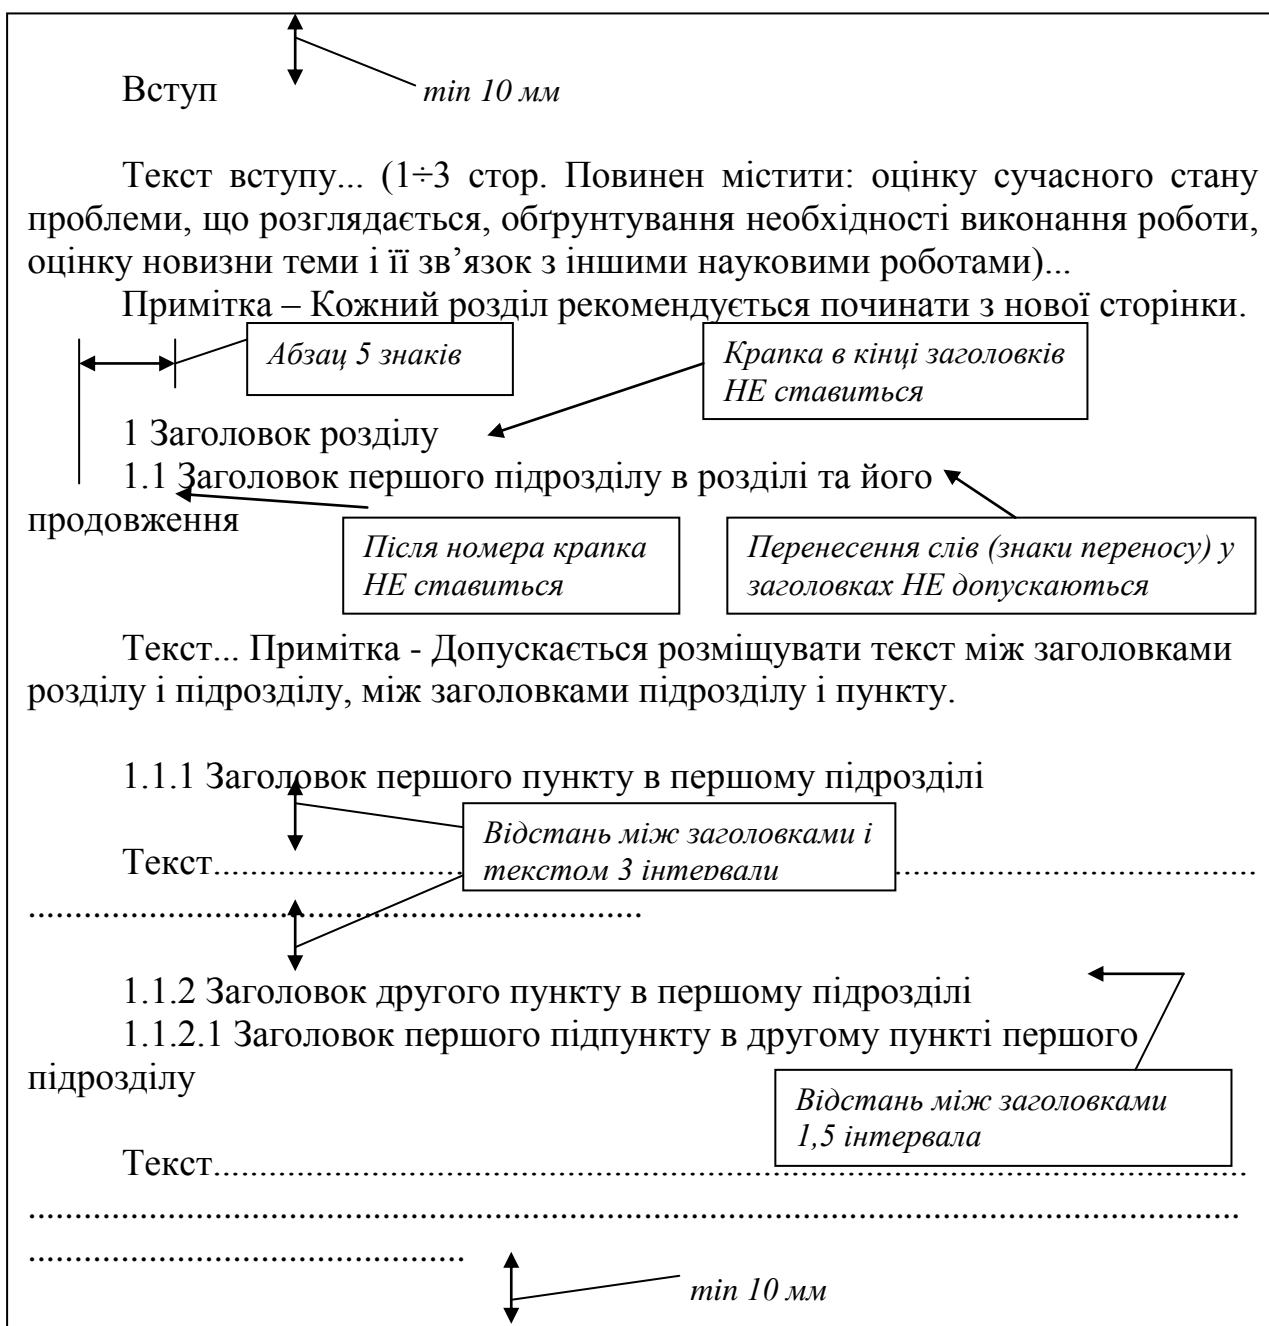 Вступ
min 10 мм
Текст вступу... (1÷3 стор. Повинен містити: оцінку сучасного стану
проблеми, що розглядається, обґрунтування необхідності виконання роботи,
оцінку новизни теми і її зв’язок з іншими науковими роботами)...
Примітка – Кожний розділ рекомендується починати з нової сторінки.
Абзац 5 знаків
Крапка в кінці заголовків
НЕ ставиться
1 Заголовок розділу
1.1 Заголовок першого підрозділу в розділі та його
продовження
Після номера крапка
НЕ ставиться
Перенесення слів (знаки переносу) у
заголовках НЕ допускаються
Текст... Примітка - Допускається розміщувати текст між заголовками
розділу і підрозділу, між заголовками підрозділу і пункту.
1.1.1 Заголовок першого пункту в першому підрозділі
Відстань між заголовками і
текстом 3 інтервали
Текст..........................................................................................
..................................................................
1.1.2 Заголовок другого пункту в першому підрозділі
1.1.2.1 Заголовок першого підпункту в другому пункті першого
підрозділу
Відстань між заголовками
1,5 інтервала
Текст..........................................................................................
..................................................................................................
...............................................
min 10 мм